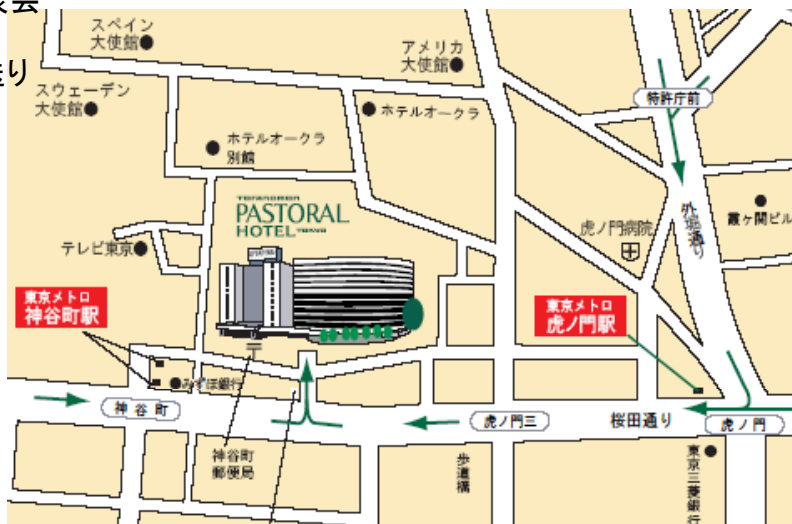 スペイン
大使館
アメリカ
大使館
スウェーデン
大使館
特許庁前
ホテルオークラ
ホテルオークラ
別館
TORANOMON
PASTORAL
HOTEL TOKYO
外堀通り
霞ヶ関ビル
虎ノ門病院
テレビ東京
東京メトロ
神谷町駅
東京メトロ
虎ノ門駅
みずほ銀行
神谷町
虎ノ門三
桜田通り
虎ノ門
神谷町
郵便局
歩道橋
東京三菱銀行